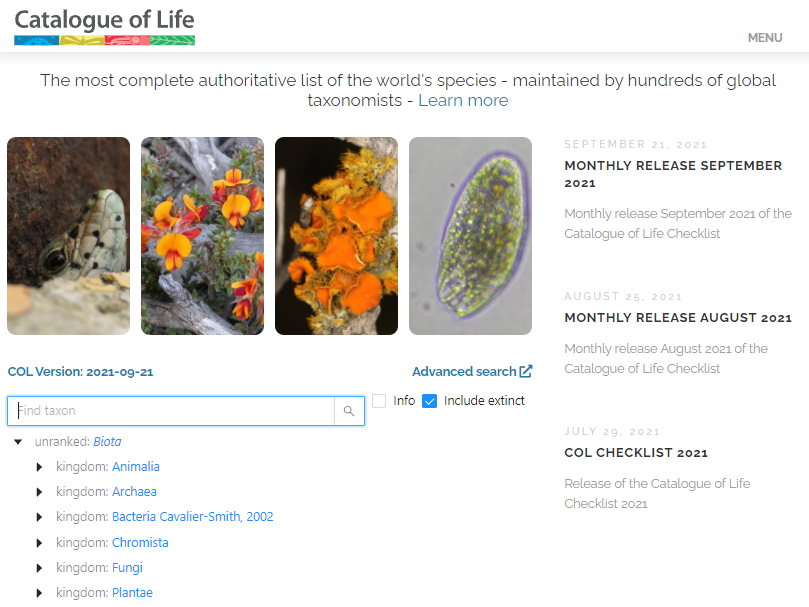 Catalogue of Life
MENU
The most complete authoritative list of the world's species - maintained by hundreds of global
taxonomists - Learn more
SEPTEMBER 21, 2021
MONTHLY RELEASE SEPTEMBER
2021
Monthly release September 2021 of the
Catalogue of Life Checklist
AUGUST 25, 2021
MONTHLY RELEASE AUGUST 2021
Monthly release August 2021 of the
Catalogue of Life Checklist
JULY 29, 2021
COL CHECKLIST 2021
Release of the Catalogue of Life
Checklist 2021
COL Version: 2021-09-21
Advanced search
Find taxon
Info
Include extinct
unranked: Biota
kingdom: Animalia
kingdom: Archaea
kingdom: Bacteria Cavalier-Smith, 2002
kingdom: Chromista
kingdom: Fungi
kingdom: Plantae